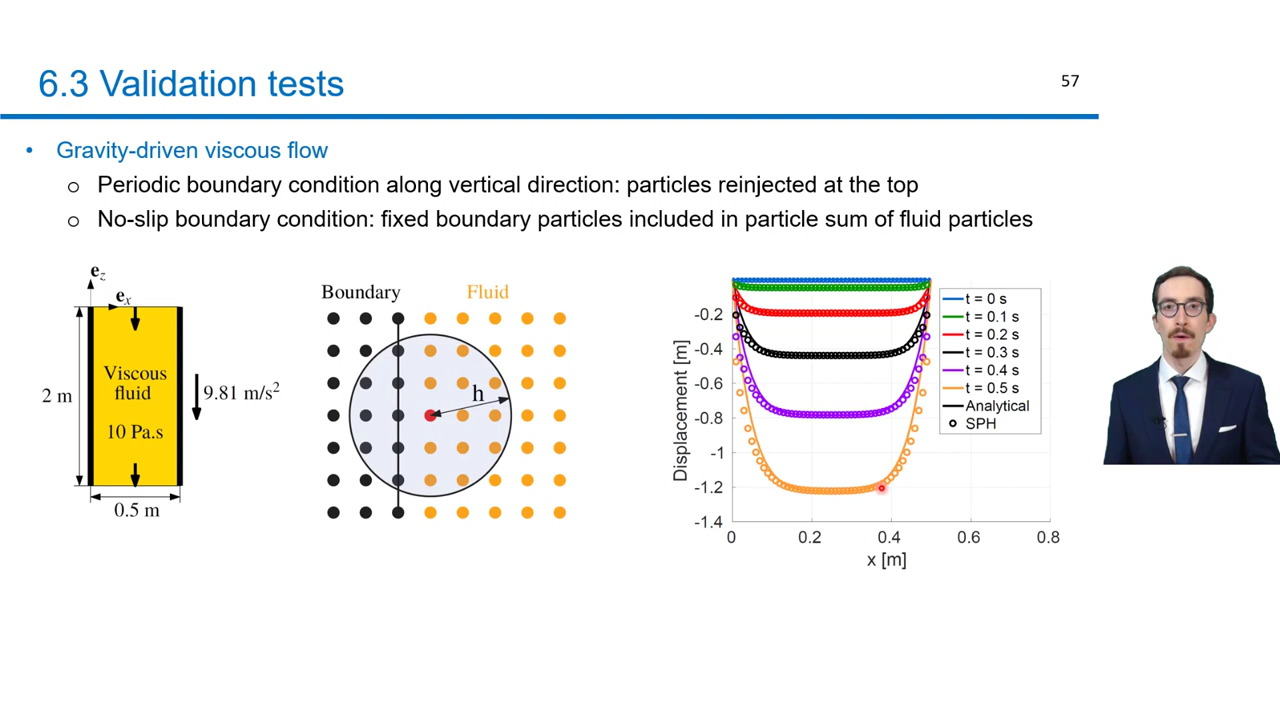 6.3 Validation tests
57
• Gravity-driven viscous flow
o Periodic boundary condition along vertical direction: particles reinjected at the top
o No-slip boundary condition: fixed boundary particles included in particle sum of fluid particles
e_z
e_x
Viscous
fluid
10 Pa.s
2 m
9.81 m/s²
0.5 m
Boundary Fluid
h
Displacement [m]
-0.2
-0.4
-0.6
-0.8
-1
-1.2
-1.4
0 0.2 0.4 0.6 0.8
x [m]
t = 0 s
t = 0.1 s
t = 0.2 s
t = 0.3 s
t = 0.4 s
t = 0.5 s
Analytical
SPH